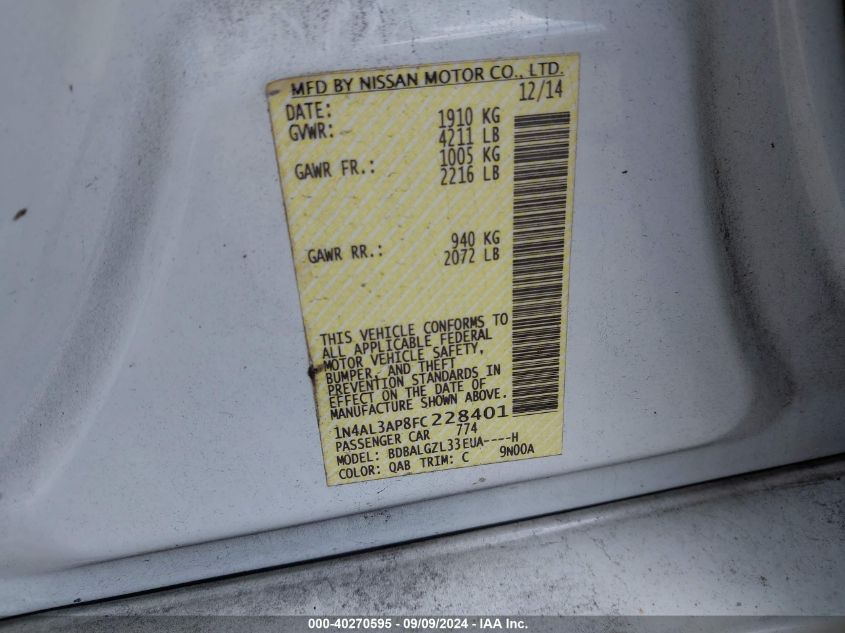 MFD BY NISSAN MOTOR CO., LTD.
DATE: 12/14
GVWR: 1910 KG
4211 LB
GAWR FR.: 1005 KG
2216 LB
GAWR RR.: 940 KG
2072 LB
THIS VEHICLE CONFORMS TO
ALL APPLICABLE FEDERAL
MOTOR VEHICLE SAFETY,
BUMPER, AND THEFT
PREVENTION STANDARDS IN
EFFECT ON THE DATE OF
MANUFACTURE SHOWN ABOVE.
1N4AL3AP8FC228401
PASSENGER CAR 774
MODEL: BDBALGZL33EUA----H
COLOR: QAB TRIM: C 9N00A
000-40270595 - 09/09/2024 - IAA Inc.